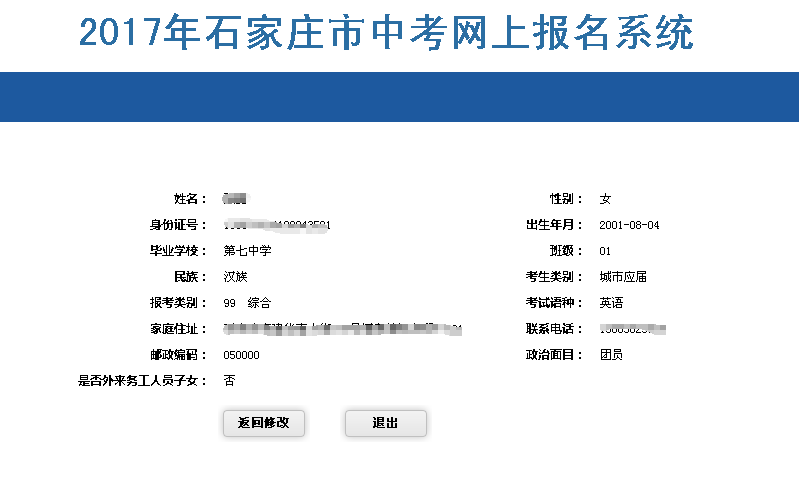 2017年石家庄市中考网上报名系统
姓名： 性别： 女
身份证号： 出生年月： 2001-08-04
毕业学校： 第七中学 班级： 01
民族： 汉族 考生类别： 城市应届
报考类别： 99 综合 考试语种： 英语
家庭住址： 联系电话：
邮政编码： 050000 政治面目： 团员
是否外来务工人员子女： 否
返回修改 退出